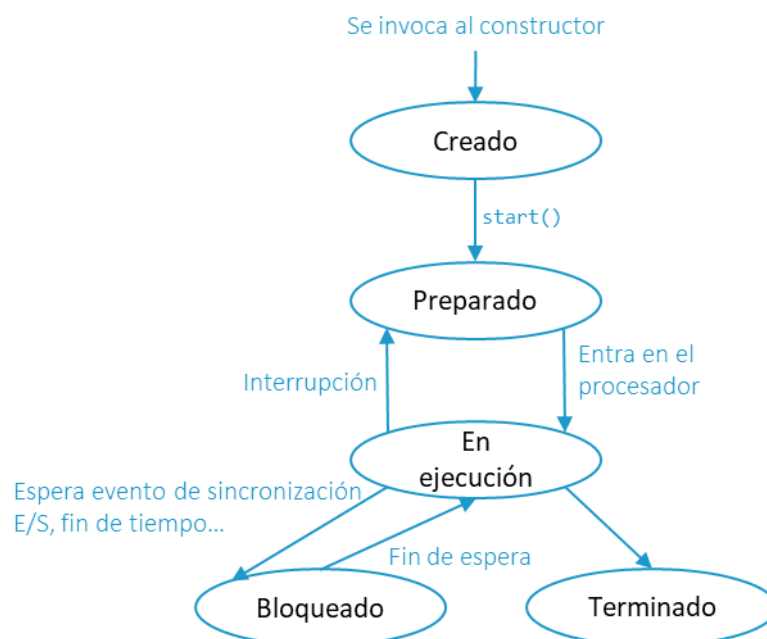 Se invoca al constructor
Creado
start()
Preparado
Interrupción
Entra en el
procesador
En
ejecución
Espera evento de sincronización
E/S, fin de tiempo…
Fin de espera
Bloqueado
Terminado